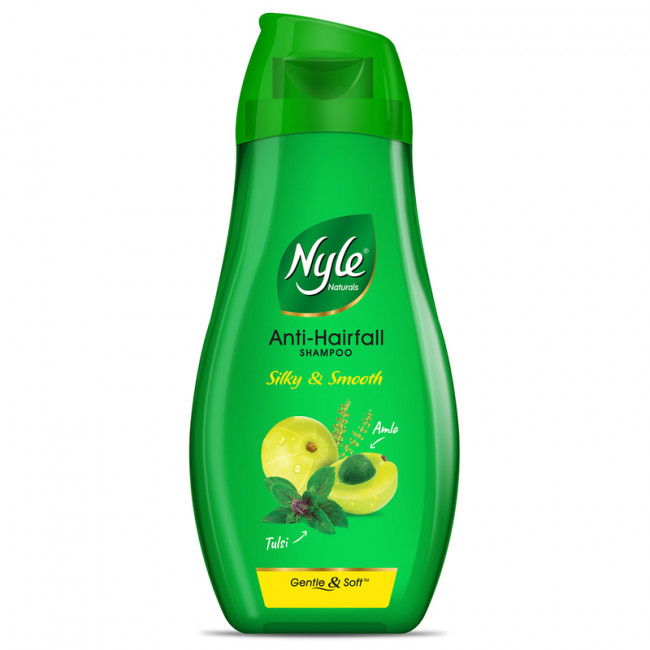 Nyle®
Naturals
Anti-Hairfall
SHAMPOO
Silky & Smooth
Amla
Tulsi
Gentle & Soft™